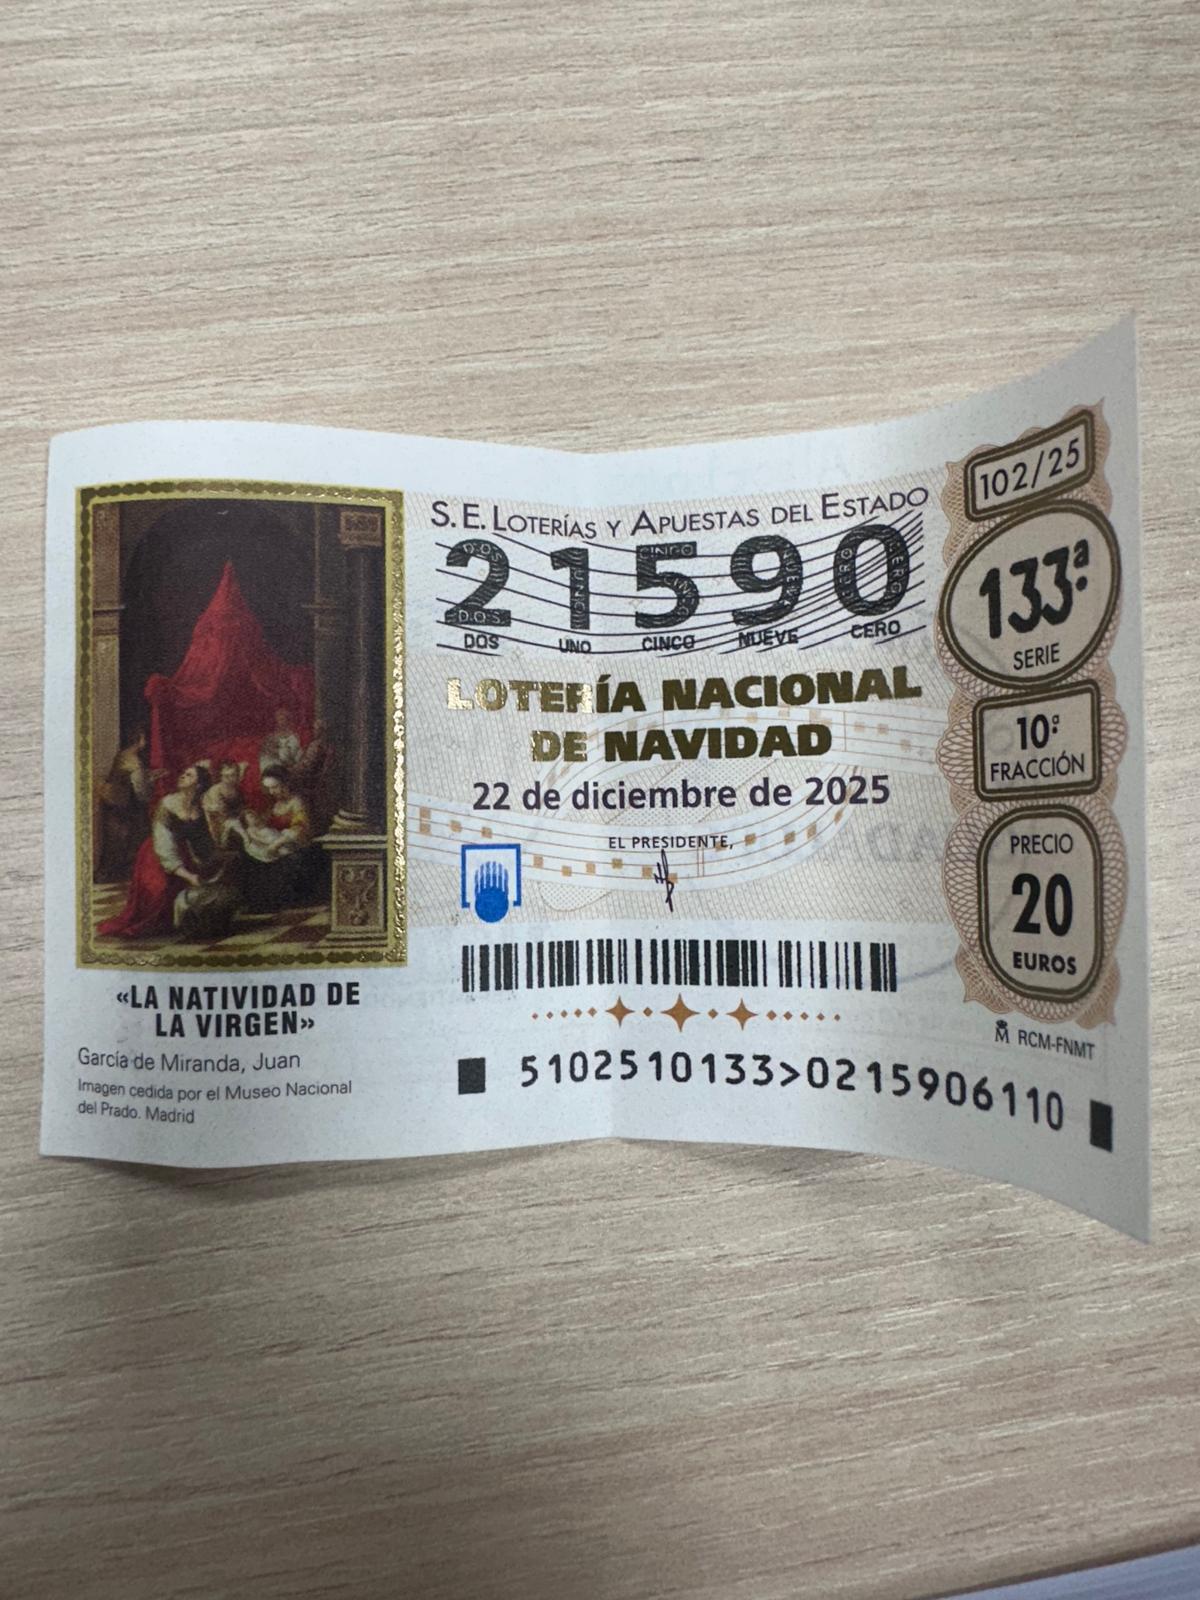 S.E. LOTERÍAS Y APUESTAS DEL ESTADO
21590
DOS UNO CINCO NUEVE CERO
LOTERÍA NACIONAL
DE NAVIDAD
22 de diciembre de 2025
EL PRESIDENTE,
102/25
133ª
SERIE
10ª
FRACCIÓN
PRECIO
20
EUROS
RCM-FNMT
«LA NATIVIDAD DE
LA VIRGEN»
García de Miranda, Juan
Imagen cedida por el Museo Nacional
del Prado. Madrid
5102510133>0215906110